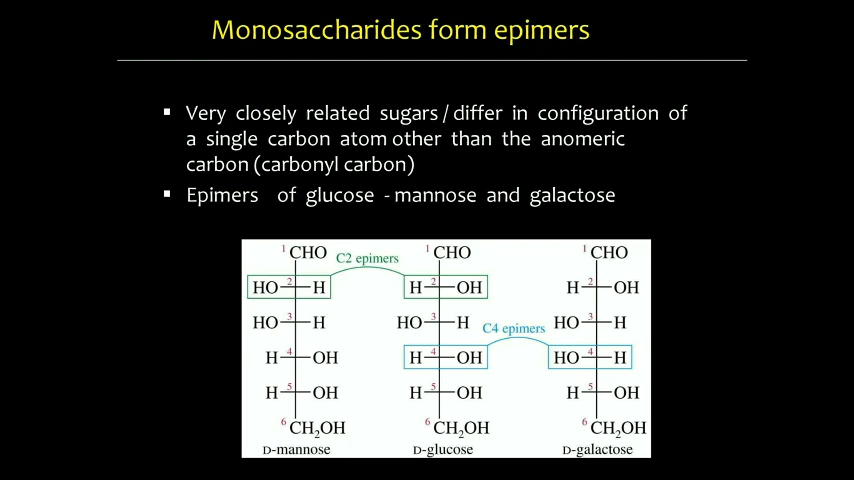 Monosaccharides form epimers
▪ Very closely related sugars / differ in configuration of
a single carbon atom other than the anomeric
carbon (carbonyl carbon)
▪ Epimers of glucose - mannose and galactose
1 CHO C2 epimers 1 CHO 1 CHO
HO 2 H H 2 OH H 2 OH
HO 3 H HO 3 H C4 epimers HO 3 H
H 4 OH H 4 OH HO 4 H
H 5 OH H 5 OH H 5 OH
6 CH2OH 6 CH2OH 6 CH2OH
D-mannose D-glucose D-galactose